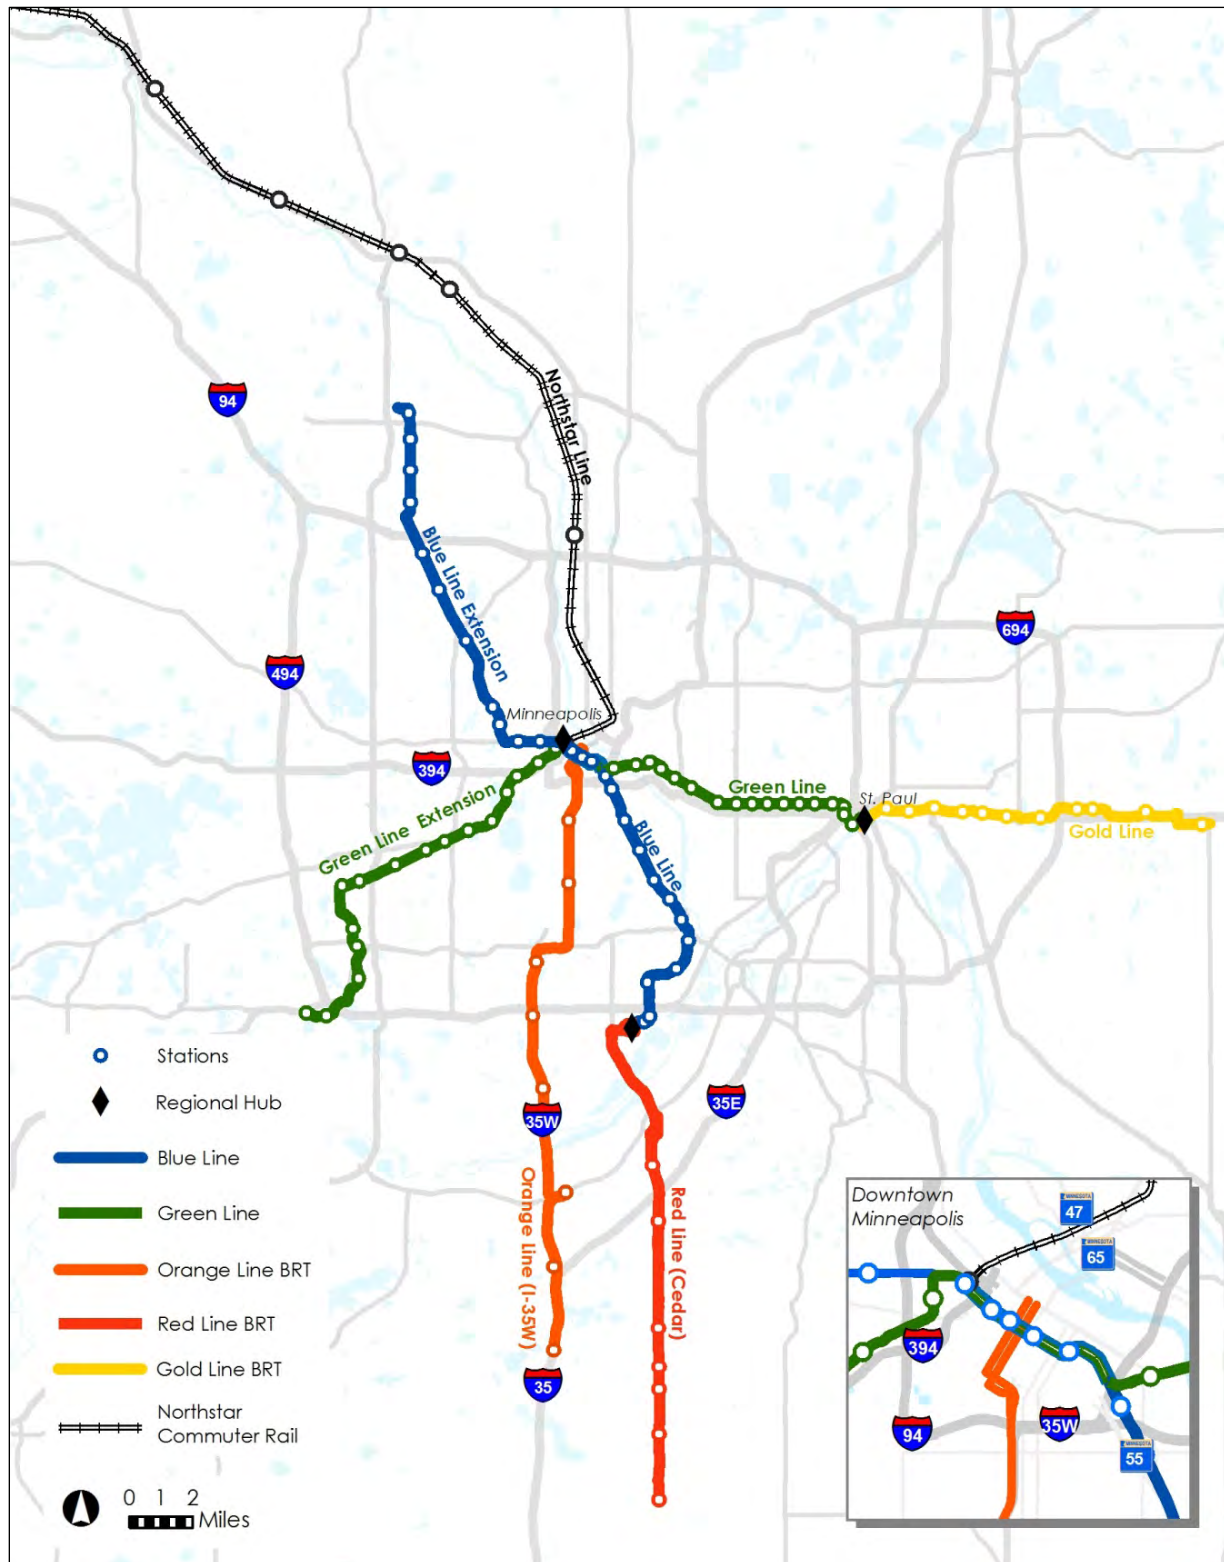 94
Northstar Line
Blue Line Extension
694
494
Minneapolis
394
Green Line
St. Paul
Gold Line
Green Line Extension
Blue Line
35E
35W
Orange Line (I-35W)
Red Line (Cedar)
35
Stations
Regional Hub
Blue Line
Green Line
Orange Line BRT
Red Line BRT
Gold Line BRT
Northstar
Commuter Rail
0 1 2
Miles
Downtown
Minneapolis
MINNESOTA
47
MINNESOTA
65
394
94
35W
MINNESOTA
55